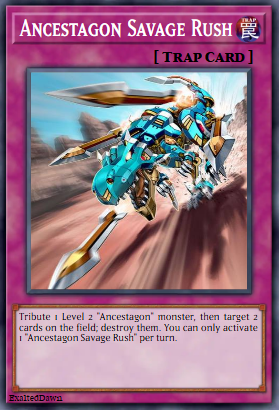 Ancestagon Savage Rush
TRAP
罠
[ Trap Card ]
Tribute 1 Level 2 "Ancestagon" monster, then target 2
cards on the field; destroy them. You can only activate
1 "Ancestagon Savage Rush" per turn.
ExaltedDawn